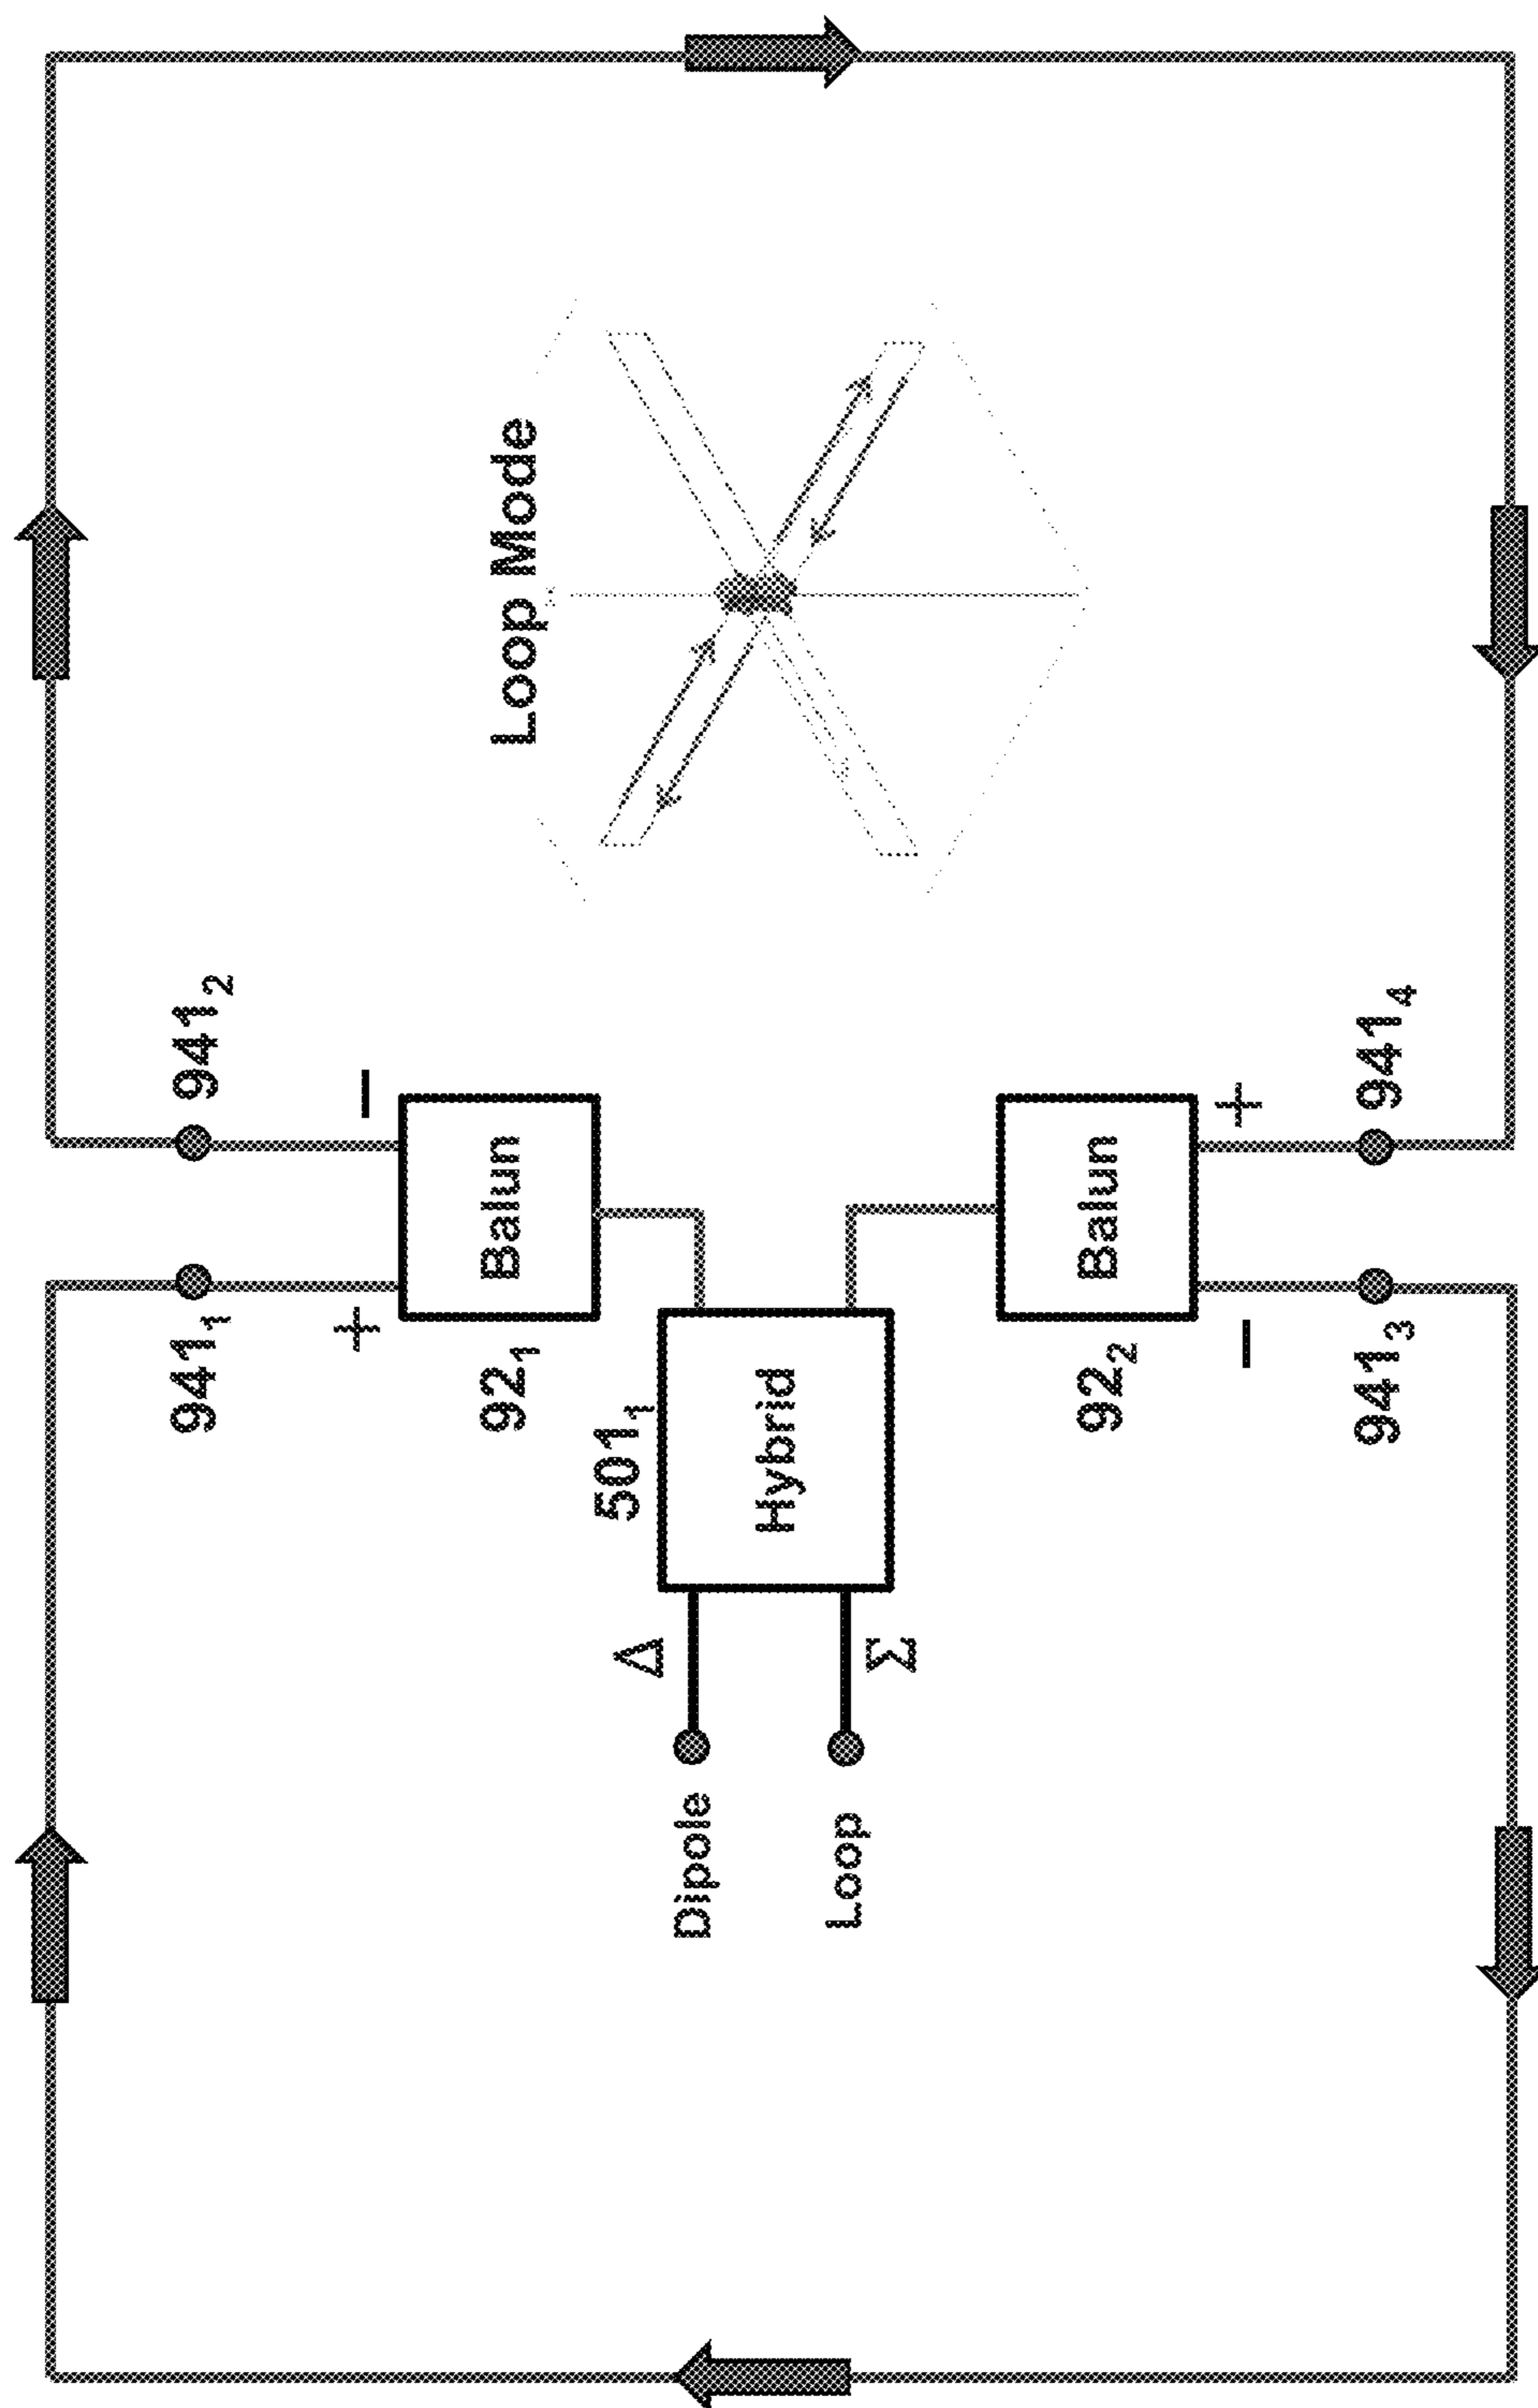 941₁
941₂
+
−
Balun
92₁
Loop Mode
501₁
Hybrid
Δ
Σ
Dipole
Loop
Balun
92₂
−
+
941₃
941₄